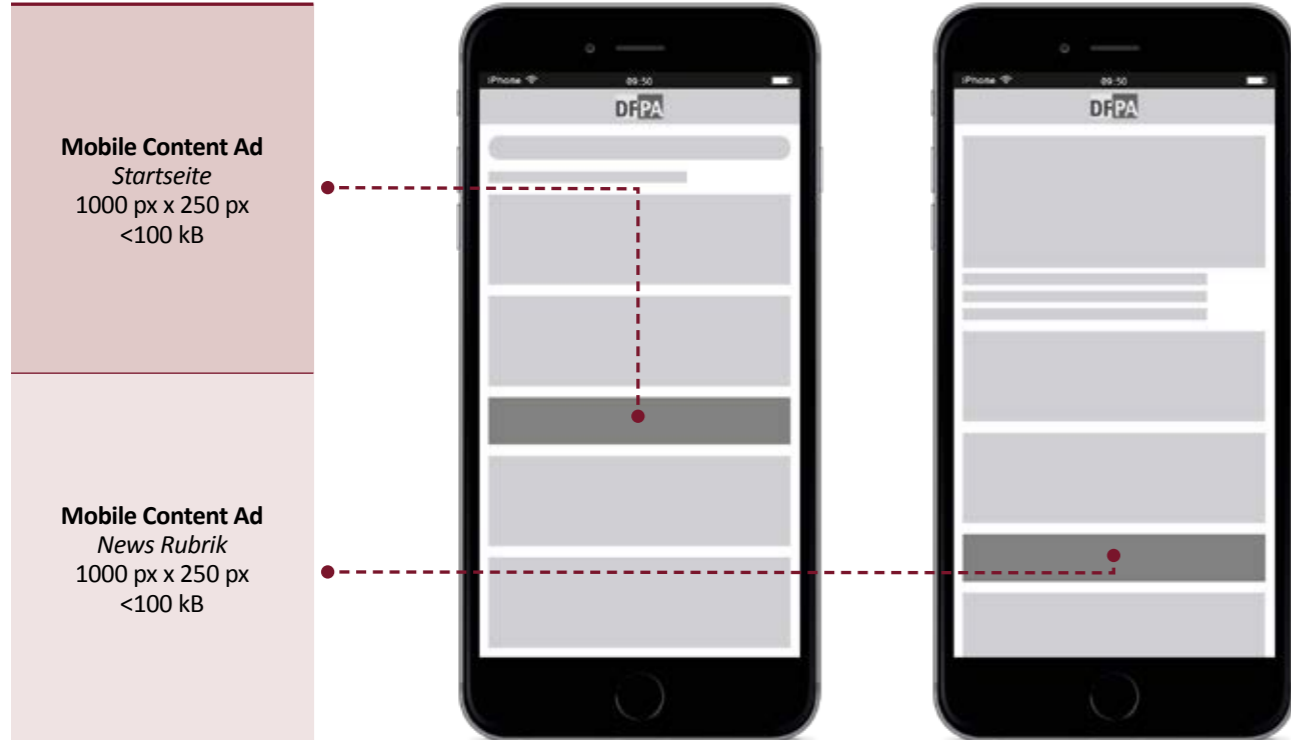 Mobile Content Ad
Startseite
1000 px x 250 px
<100 kB
Mobile Content Ad
News Rubrik
1000 px x 250 px
<100 kB
iPhone 09:50
DFPA
iPhone 09:50
DFPA